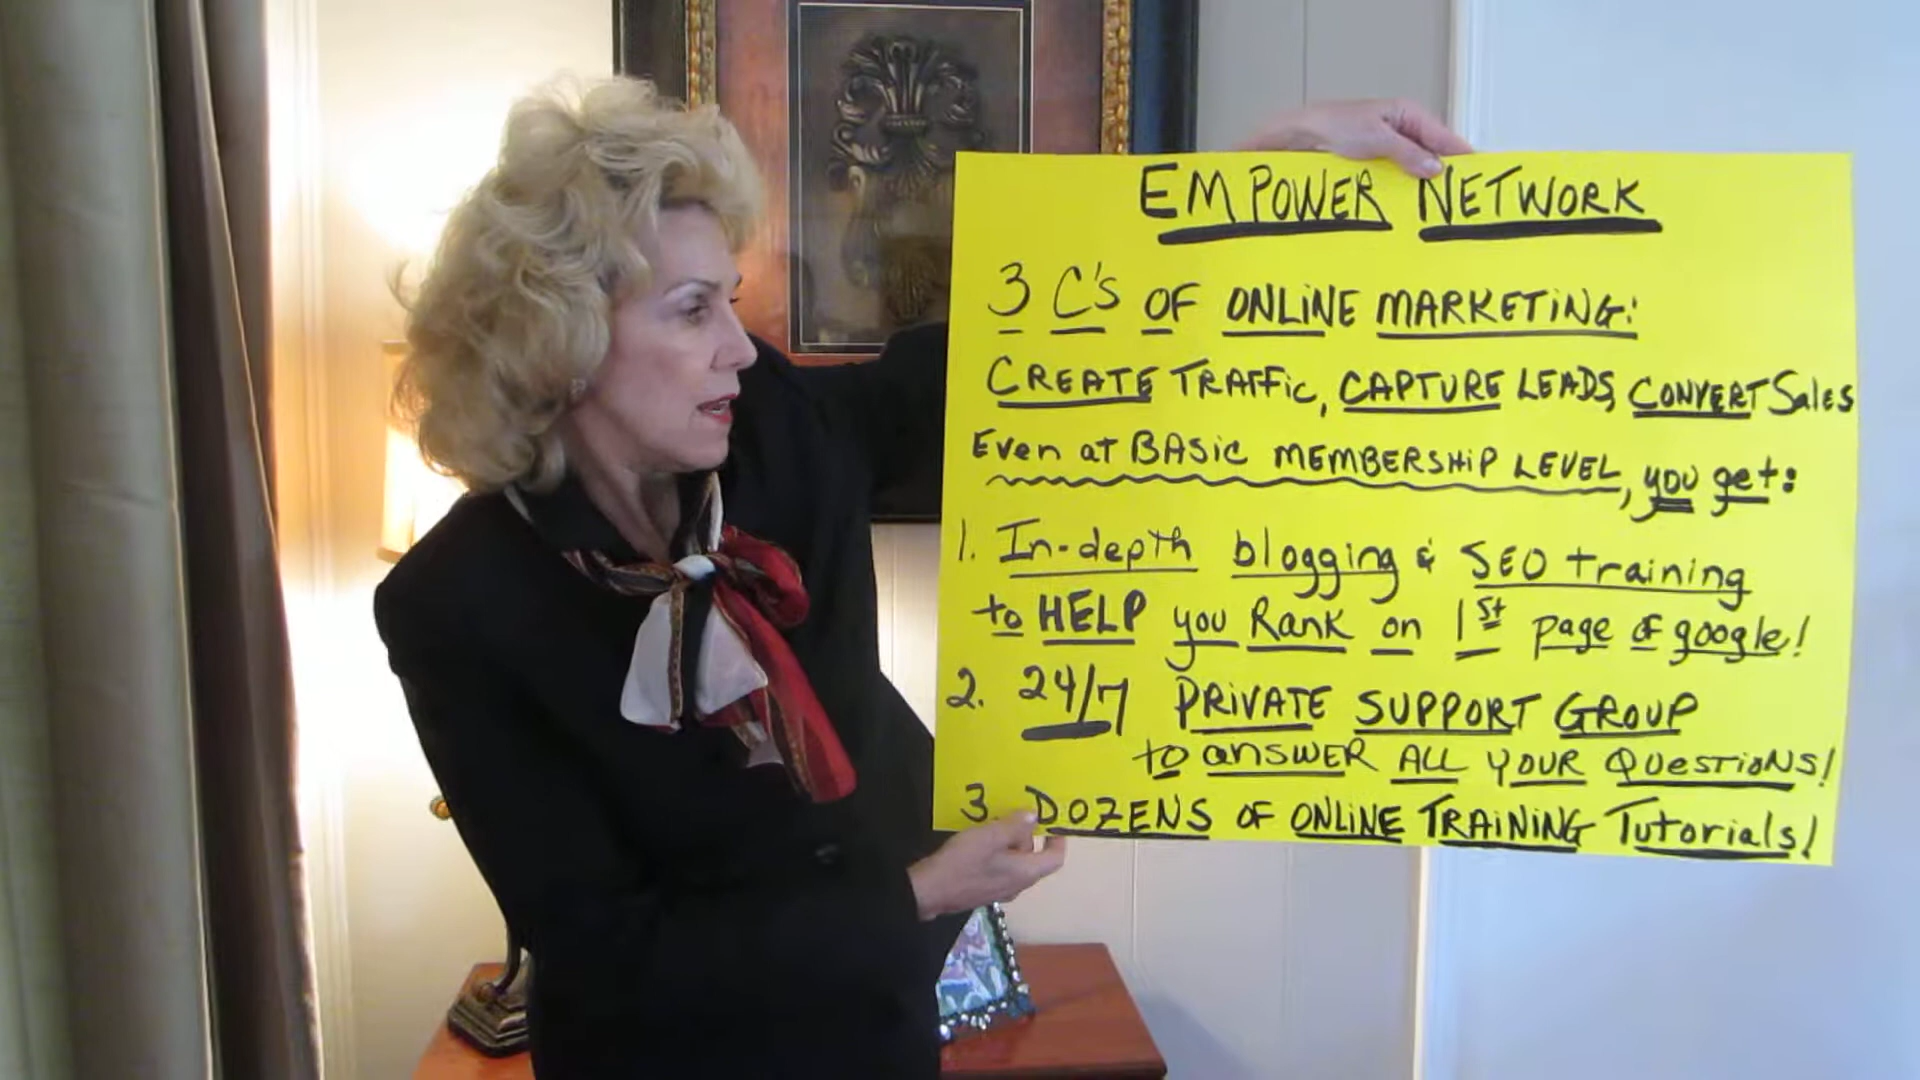 EMPOWER NETWORK
3 C's OF ONLINE MARKETING:
CREATE TRAFFIC, CAPTURE LEADS, CONVERT Sales
Even at BASIC MEMBERSHIP LEVEL, you get:
1. In-depth blogging & SEO training
to HELP you Rank on 1st page of google!
2. 24/7 PRIVATE SUPPORT GROUP
to answer ALL YOUR QUESTIONS!
3. DOZENS OF ONLINE TRAINING Tutorials!